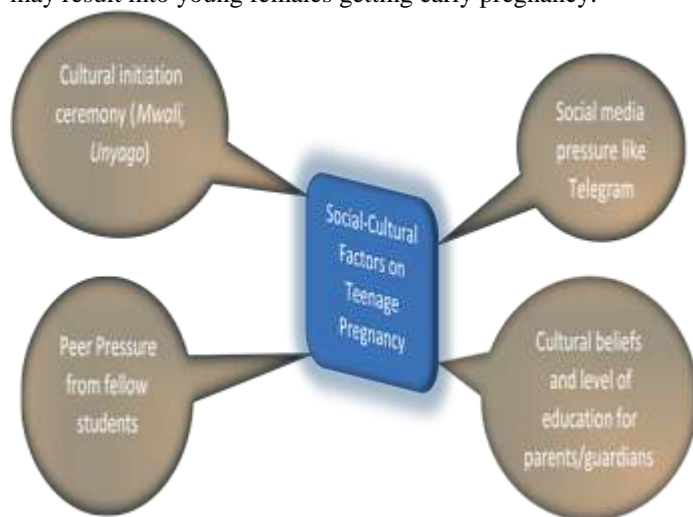 may result into young females getting early pregnancy.
Cultural initiation
ceremony (Mwali,
Unyago)
Social media
pressure like
Telegram
Social-Cultural
Factors on
Teenage
Pregnancy
Peer Pressure
from fellow
students
Cultural beliefs
and level of
education for
parents/guardians